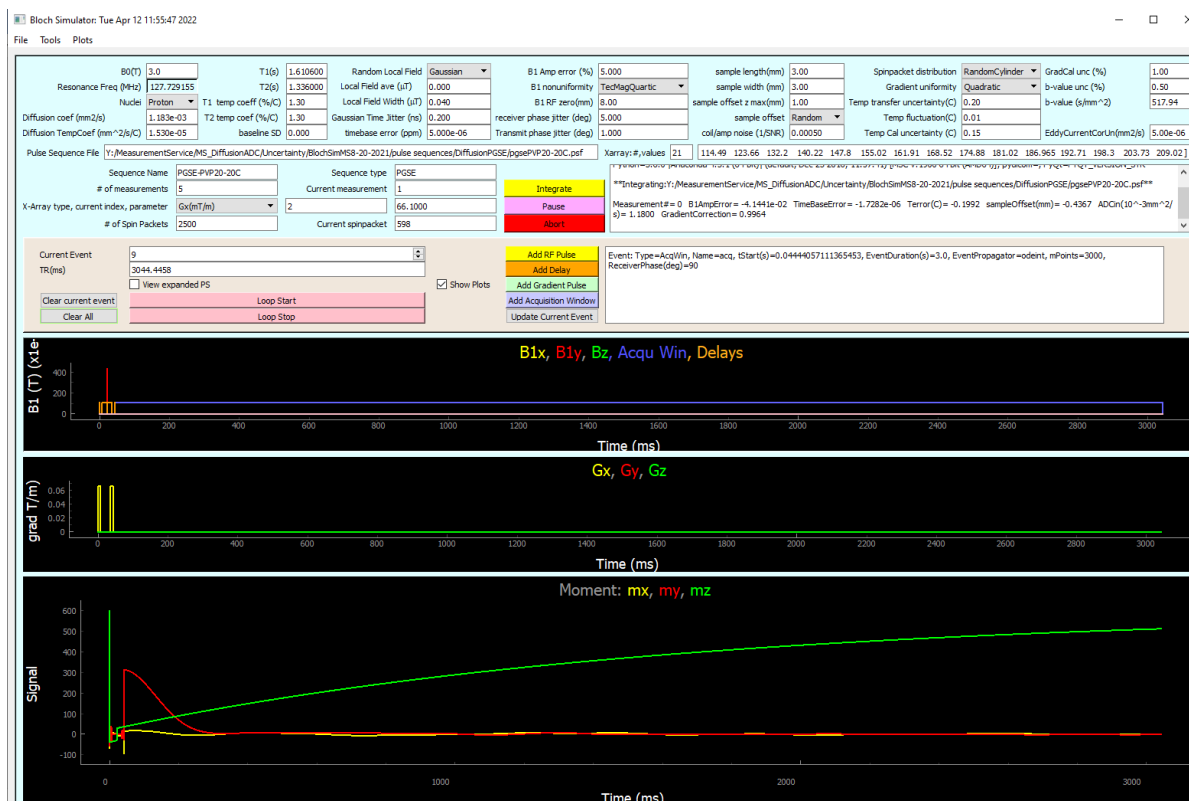 Bloch Simulator: Tue Apr 12 11:55:47 2022
File Tools Plots
B0(T) 3.0 T1(s) 1.610600 Random Local Field Gaussian B1 Amp error (%) 5.000 sample length(mm) 3.00 Spinpacket distribution RandomCylinder GradCal unc (%) 1.00
Resonance Freq (MHz) 127.729155 T2(s) 1.336000 Local Field ave (µT) 0.000 B1 nonuniformity TecMagQuartic sample width(mm) 3.00 Gradient uniformity Quadratic b-value unc (%) 0.50
Nuclei Proton T1 temp coeff (%/C) 1.30 Local Field Width (µT) 0.040 B1 RF zero(mm) 8.00 sample offset z max(mm) 1.00 Temp transfer uncertainty(C) 0.20 b-value (s/mm^2) 517.94
Diffusion coef (mm2/s) 1.183e-03 T2 temp coef (%/C) 1.30 Gaussian Time Jitter (ns) 0.200 receiver phase jitter (deg) 5.000 sample offset Random Temp fluctuation(C) 0.01
Diffusion TempCoef (mm^2/s/C) 1.530e-05 baseline SD 0.000 timebase error (ppm) 5.000e-06 Transmit phase jitter (deg) 1.000 coil/amp noise (1/SNR) 0.00050 Temp Cal uncertainty (C) 0.15 EddyCurrentCorUn(mm2/s) 5.00e-06
Pulse Sequence File Y:/MeasurementService/MS_DiffusionADC/Uncertainty/BlochSimMS8-20-2021/pulse sequences/DiffusionPGSE/pgsePVP20-20C.psf Xarray:#,values 21 114.49 123.66 132.2 140.22 147.8 155.02 161.91 168.52 174.88 181.02 186.965 192.71 198.3 203.73 209.02]
Sequence Name PGSE-PVP20-20C Sequence type PGSE
# of measurements 5 Current measurement 1 Integrate
X-Array type, current index, parameter Gx(mT/m) 2 66.1000 Pause
# of Spin Packets 2500 Current spinpacket 598 Abort
**Integrating:Y:/MeasurementService/MS_DiffusionADC/Uncertainty/BlochSimMS8-20-2021/pulse sequences/DiffusionPGSE/pgsePVP20-20C.psf**
Measurement#= 0 B1AmpError= -4.1441e-02 TimeBaseError= -1.7282e-06 Terror(C)= -0.1992 sampleOffset(mm)= -0.4367 ADCin(10^-3mm^2/
s)= 1.1800 GradientCorrection= 0.9964
Current Event 9 Add RF Pulse
TR(ms) 3044.4458 Add Delay
View expanded PS Show Plots Add Gradient Pulse
Clear current event Loop Start Add Acquisition Window
Clear All Loop Stop Update Current Event
Event: Type=AcqWin, Name=acq, tStart(s)=0.04444057111365453, EventDuration(s)=3.0, EventPropagator=odeint, mPoints=3000,
ReceiverPhase(deg)=90
B1x, B1y, Bz, Acqu Win, Delays
B1 (T) (x1e-
400
200
0
0 200 400 600 800 1000 1200 1400 1600 1800 2000 2200 2400 2600 2800 3000
Time (ms)
Gx, Gy, Gz
grad T/m)
0.06
0.04
0.02
0
0 200 400 600 800 1000 1200 1400 1600 1800 2000 2200 2400 2600 2800 3000
Time (ms)
Moment: mx, my, mz
Signal
600
500
400
300
200
100
0
-100
0 1000 2000 3000
Time (ms)